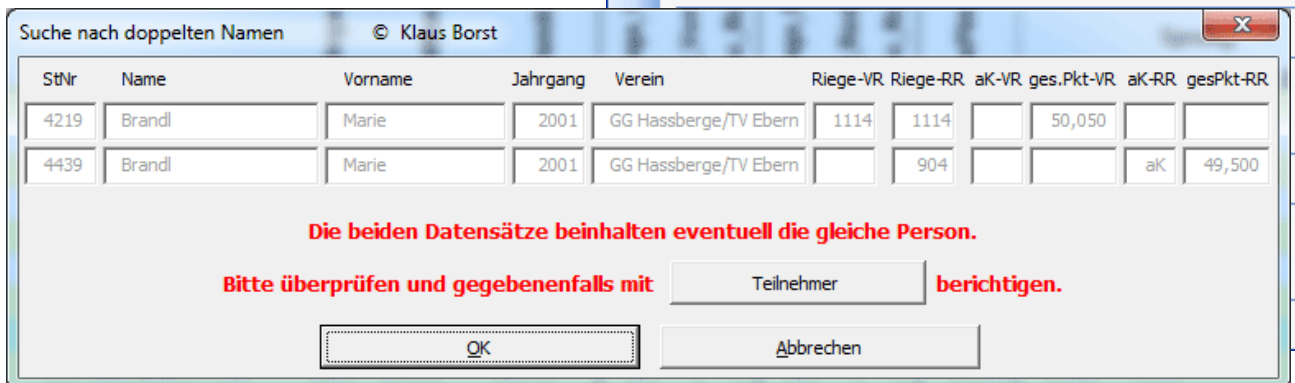 Suche nach doppelten Namen © Klaus Borst
StNr Name Vorname Jahrgang Verein Riege-VR Riege-RR aK-VR ges.Pkt-VR aK-RR gesPkt-RR
4219 Brandl Marie 2001 GG Hassberge/TV Ebern 1114 1114 50,050
4439 Brandl Marie 2001 GG Hassberge/TV Ebern 904 aK 49,500
Die beiden Datensätze beinhalten eventuell die gleiche Person.
Bitte überprüfen und gegebenenfalls mit Teilnehmer berichtigen.
OK Abbrechen